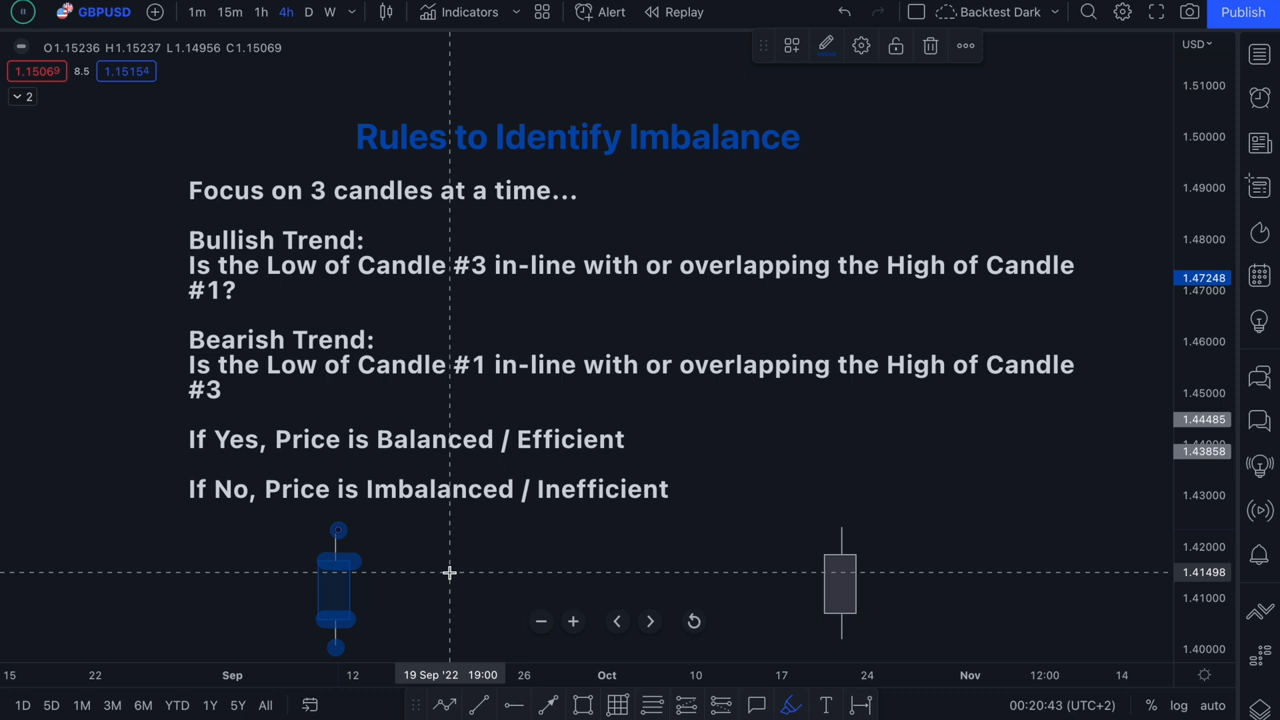 GBPUSD 1m 15m 1h 4h D W Indicators Alert Replay Backtest Dark Publish
O1.15236 H1.15237 L1.14956 C1.15069
USD
1.15069 8.5 1.15154
2
1.51000
Rules to Identify Imbalance
1.50000
Focus on 3 candles at a time...
1.49000
Bullish Trend:
1.48000
Is the Low of Candle #3 in-line with or overlapping the High of Candle
#1?
1.47248
1.47000
Bearish Trend:
1.46000
Is the Low of Candle #1 in-line with or overlapping the High of Candle
#3
1.45000
1.44485
If Yes, Price is Balanced / Efficient
1.43858
If No, Price is Imbalanced / Inefficient
1.43000
1.42000
1.41498
1.41000
1.40000
15 22 Sep 12 19 Sep '22 19:00 26 Oct 10 17 24 Nov 12:00 14
1D 5D 1M 3M 6M YTD 1Y 5Y All 00:20:43 (UTC+2) % log auto